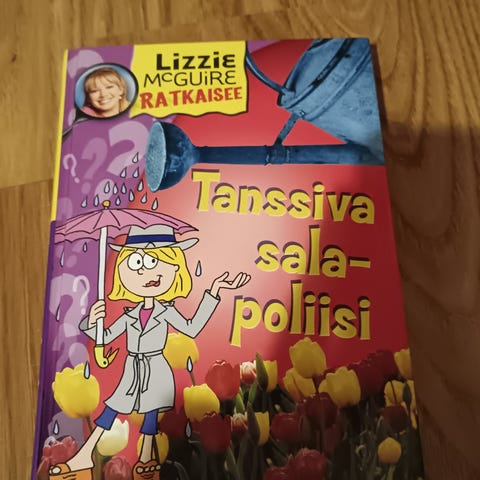 Lizzie
McGuire
RATKAISEE
Tanssiva
sala-
poliisi